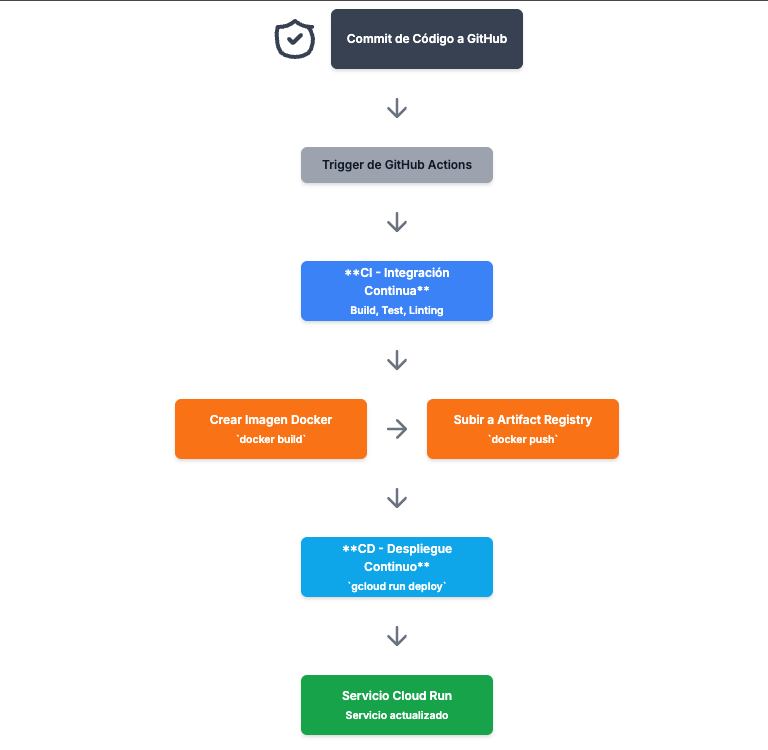 Commit de Código a GitHub
Trigger de GitHub Actions
**CI - Integración
Continua**
Build, Test, Linting
Crear Imagen Docker
`docker build`
Subir a Artifact Registry
`docker push`
**CD - Despliegue
Continuo**
`gcloud run deploy`
Servicio Cloud Run
Servicio actualizado